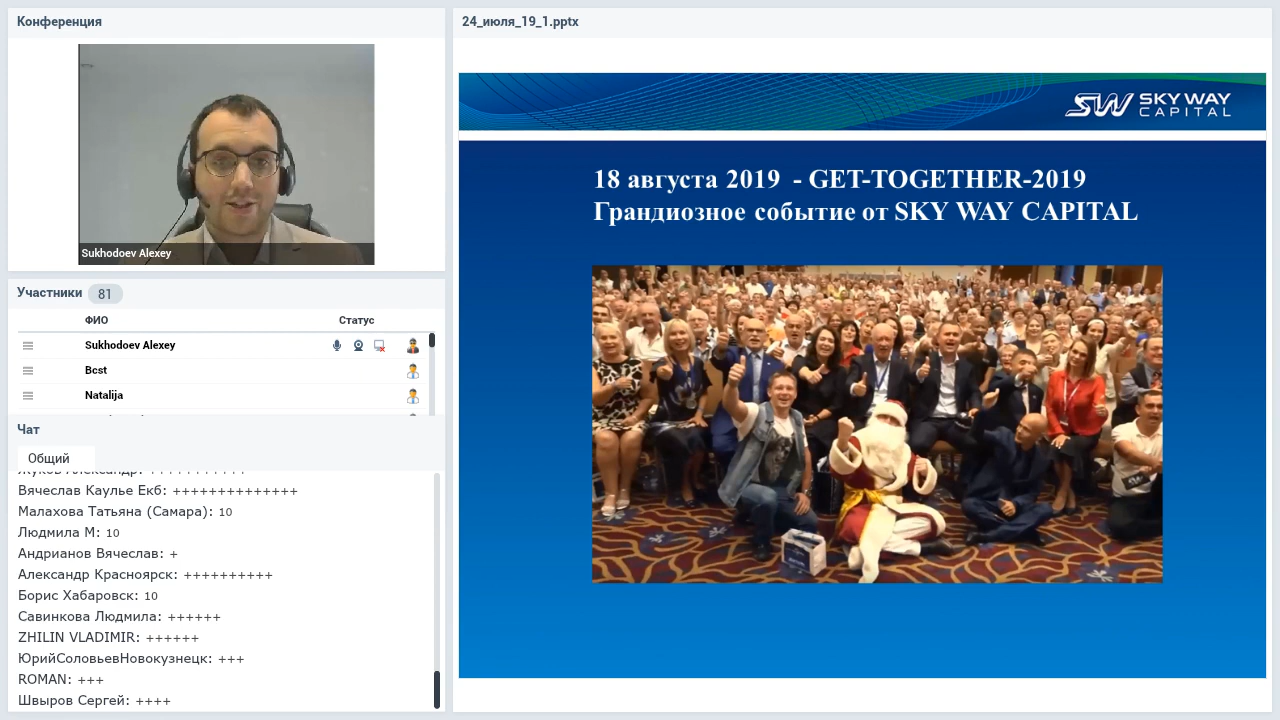 Конференция
Sukhodoev Alexey
Участники 81
ФИО Статус
Sukhodoev Alexey
Bcst
Natalija
Чат
Общий
Жуков Александр: +++++++++++
Вячеслав Каулье Екб: ++++++++++++++
Малахова Татьяна (Самара): 10
Людмила М: 10
Андрианов Вячеслав: +
Александр Красноярск: ++++++++++
Борис Хабаровск: 10
Савинкова Людмила: ++++++
ZHILIN VLADIMIR: ++++++
ЮрийСоловьевНовокузнецк: +++
ROMAN: +++
Швыров Сергей: ++++
24_июля_19_1.pptx
SW SKY WAY
CAPITAL
18 августа 2019 - GET-TOGETHER-2019
Грандиозное событие от SKY WAY CAPITAL